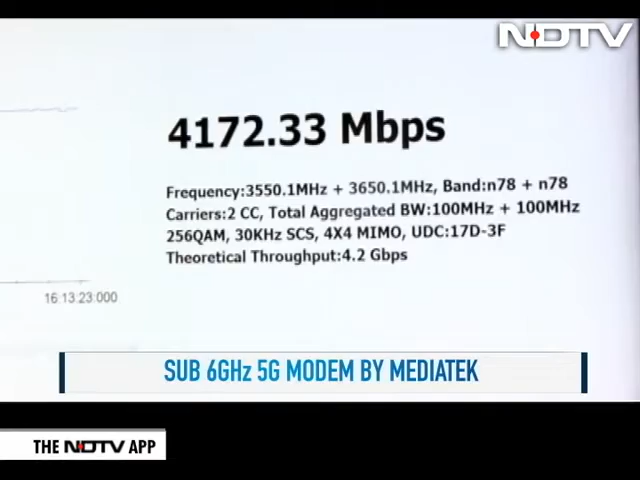 NDTV
4172.33 Mbps
Frequency:3550.1MHz + 3650.1MHz, Band:n78 + n78
Carriers:2 CC, Total Aggregated BW:100MHz + 100MHz
256QAM, 30KHz SCS, 4X4 MIMO, UDC:17D-3F
Theoretical Throughput:4.2 Gbps
16:13:23:000
SUB 6GHz 5G MODEM BY MEDIATEK
THE NDTV APP